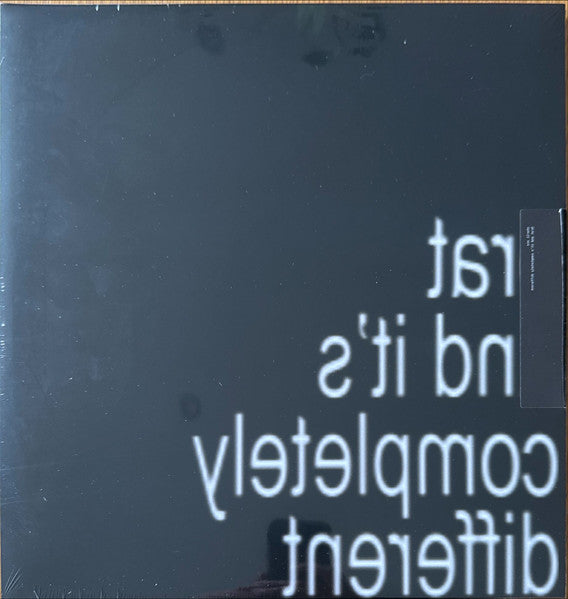 rat
nd it's
completely
different